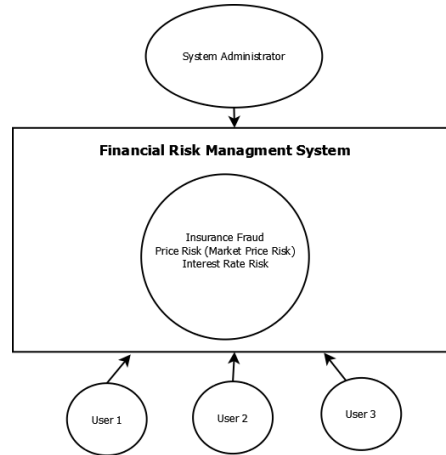 System Administrator
Financial Risk Managment System
Insurance Fraud
Price Risk (Market Price Risk)
Interest Rate Risk
User 1
User 2
User 3